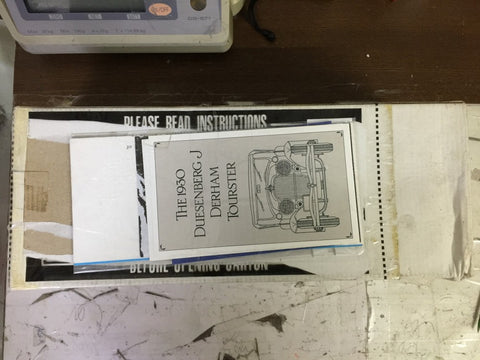 PLEASE READ INSTRUCTIONS
THE 1930
DUESENBERG J
DERHAM
TOURSTER
BEFORE OPENING CARTON